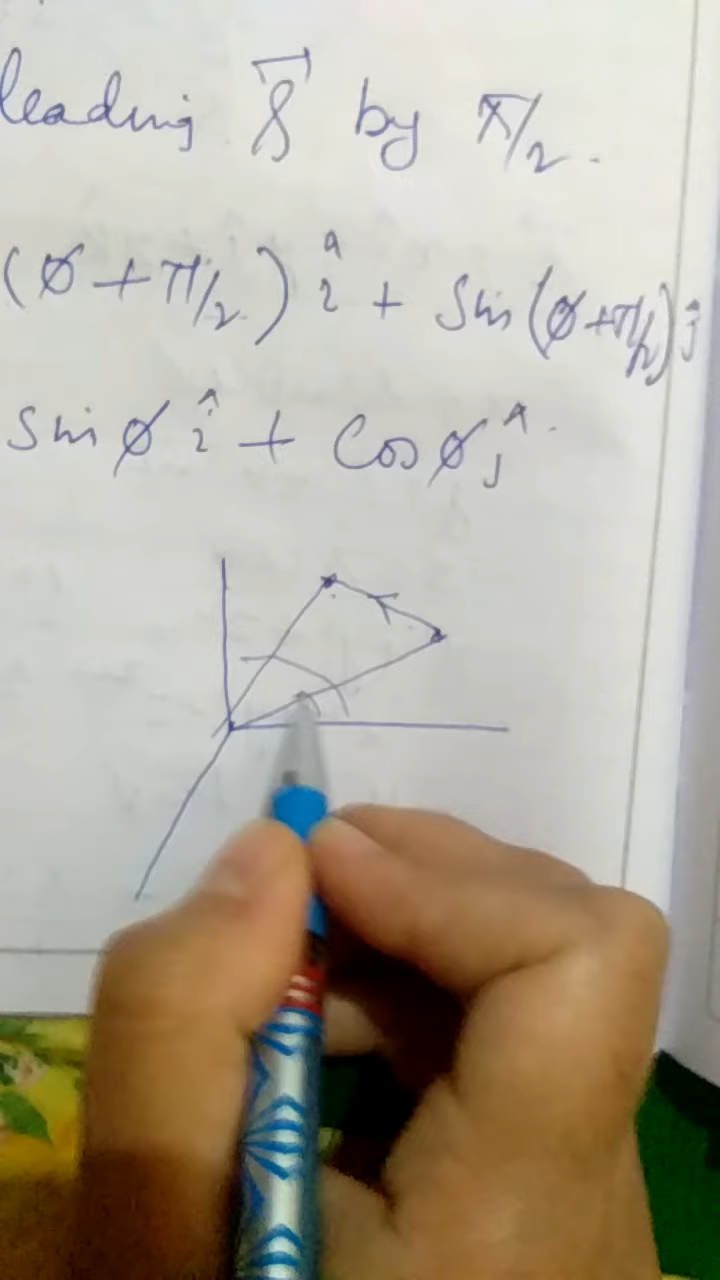 leading ŝ by π/2.
(Ø + π/2) î + Sin (Ø + π/2) ĵ
Sin Ø î + Cos Ø ĵ.